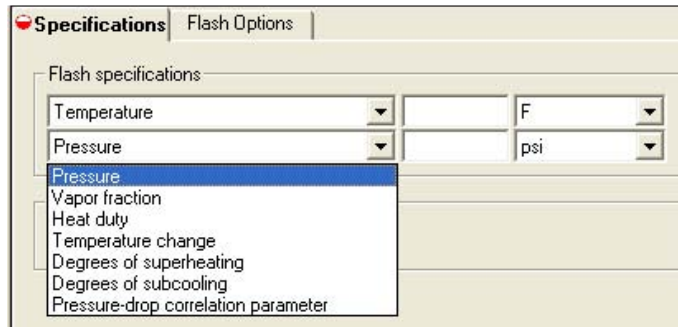 Specifications
Flash Options
Flash specifications
Temperature
F
Pressure
psi
Pressure
Vapor fraction
Heat duty
Temperature change
Degrees of superheating
Degrees of subcooling
Pressure-drop correlation parameter